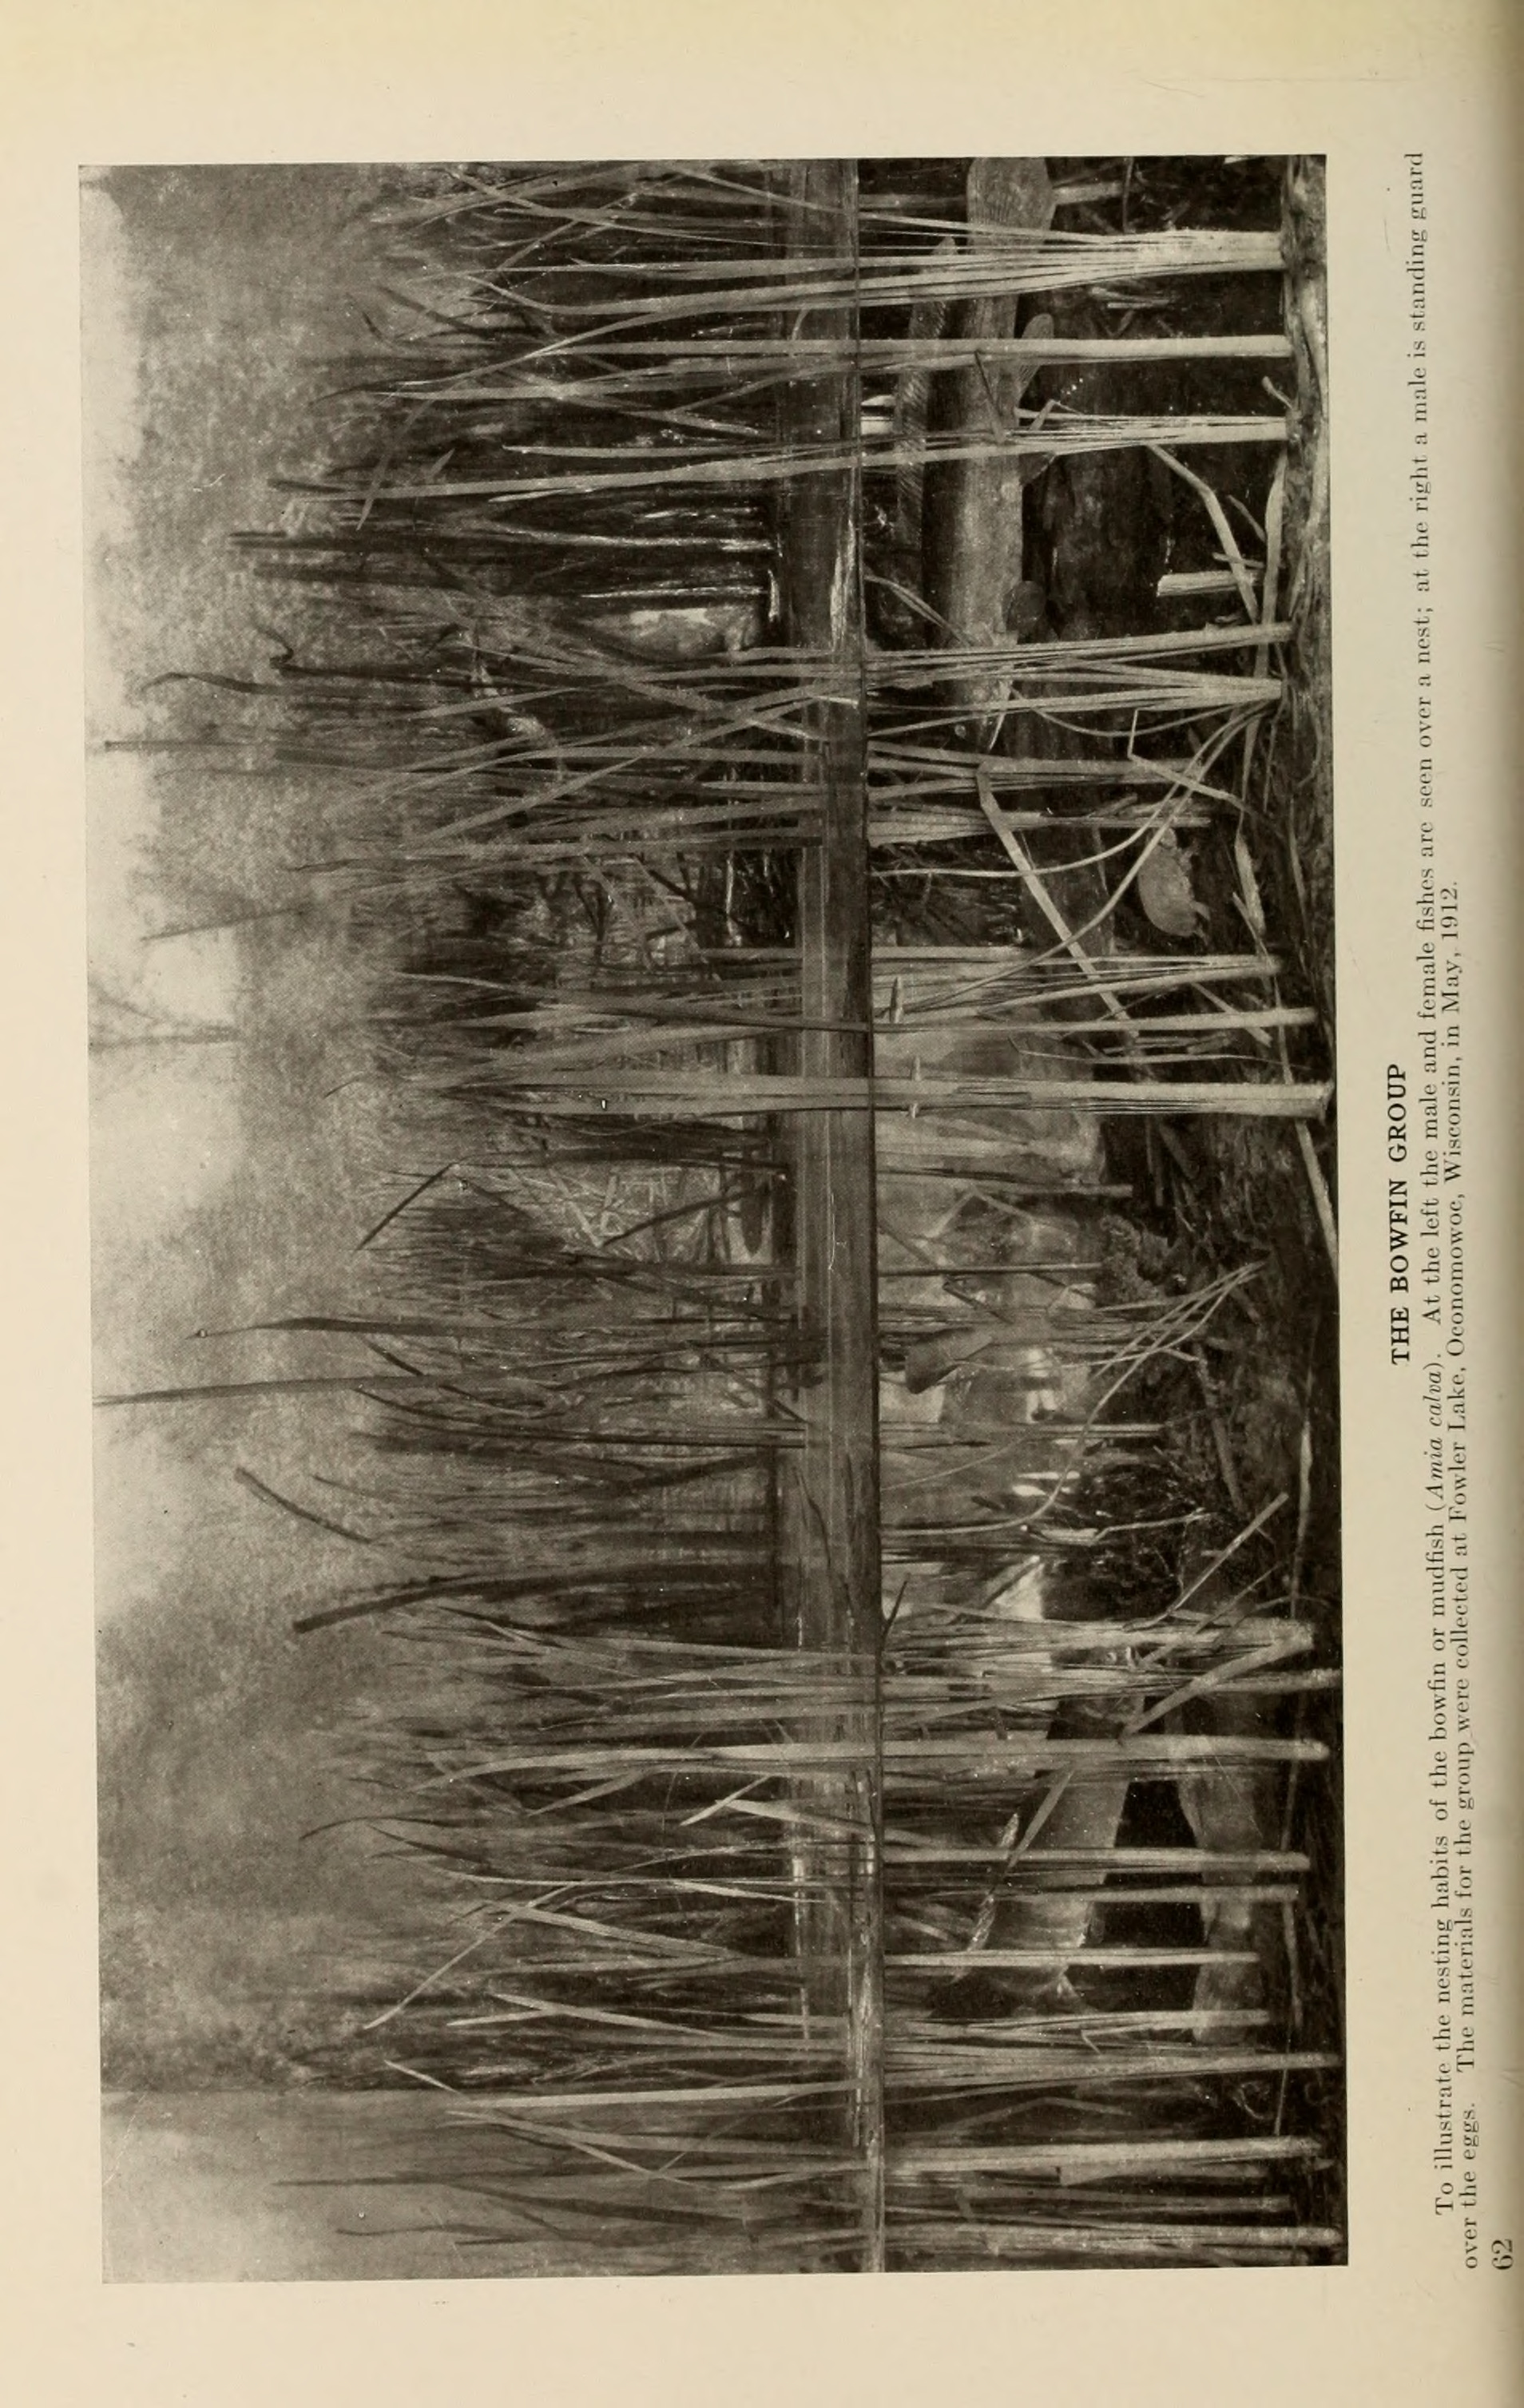 THE BOWFIN GROUP
To illustrate the nesting habits of the bowfin or mudfish (Amia calva). At the left the male and female fishes are seen over a nest; at the right a male is standing guard
over the eggs. The materials for the group were collected at Fowler Lake, Oconomowoc, Wisconsin, in May, 1912.
62